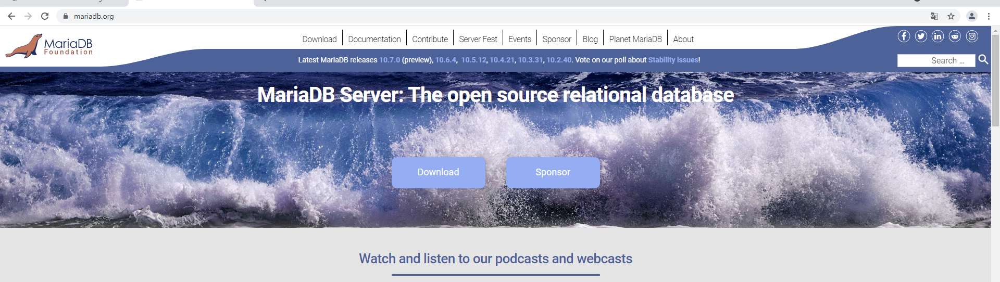 mariadb.org
MariaDB
Foundation
Download
Documentation
Contribute
Server Fest
Events
Sponsor
Blog
Planet MariaDB
About
Latest MariaDB releases 10.7.0 (preview), 10.6.4, 10.5.12, 10.4.21, 10.3.31, 10.2.40. Vote on our poll about Stability issues!
Search ...
MariaDB Server: The open source relational database
Download
Sponsor
Watch and listen to our podcasts and webcasts